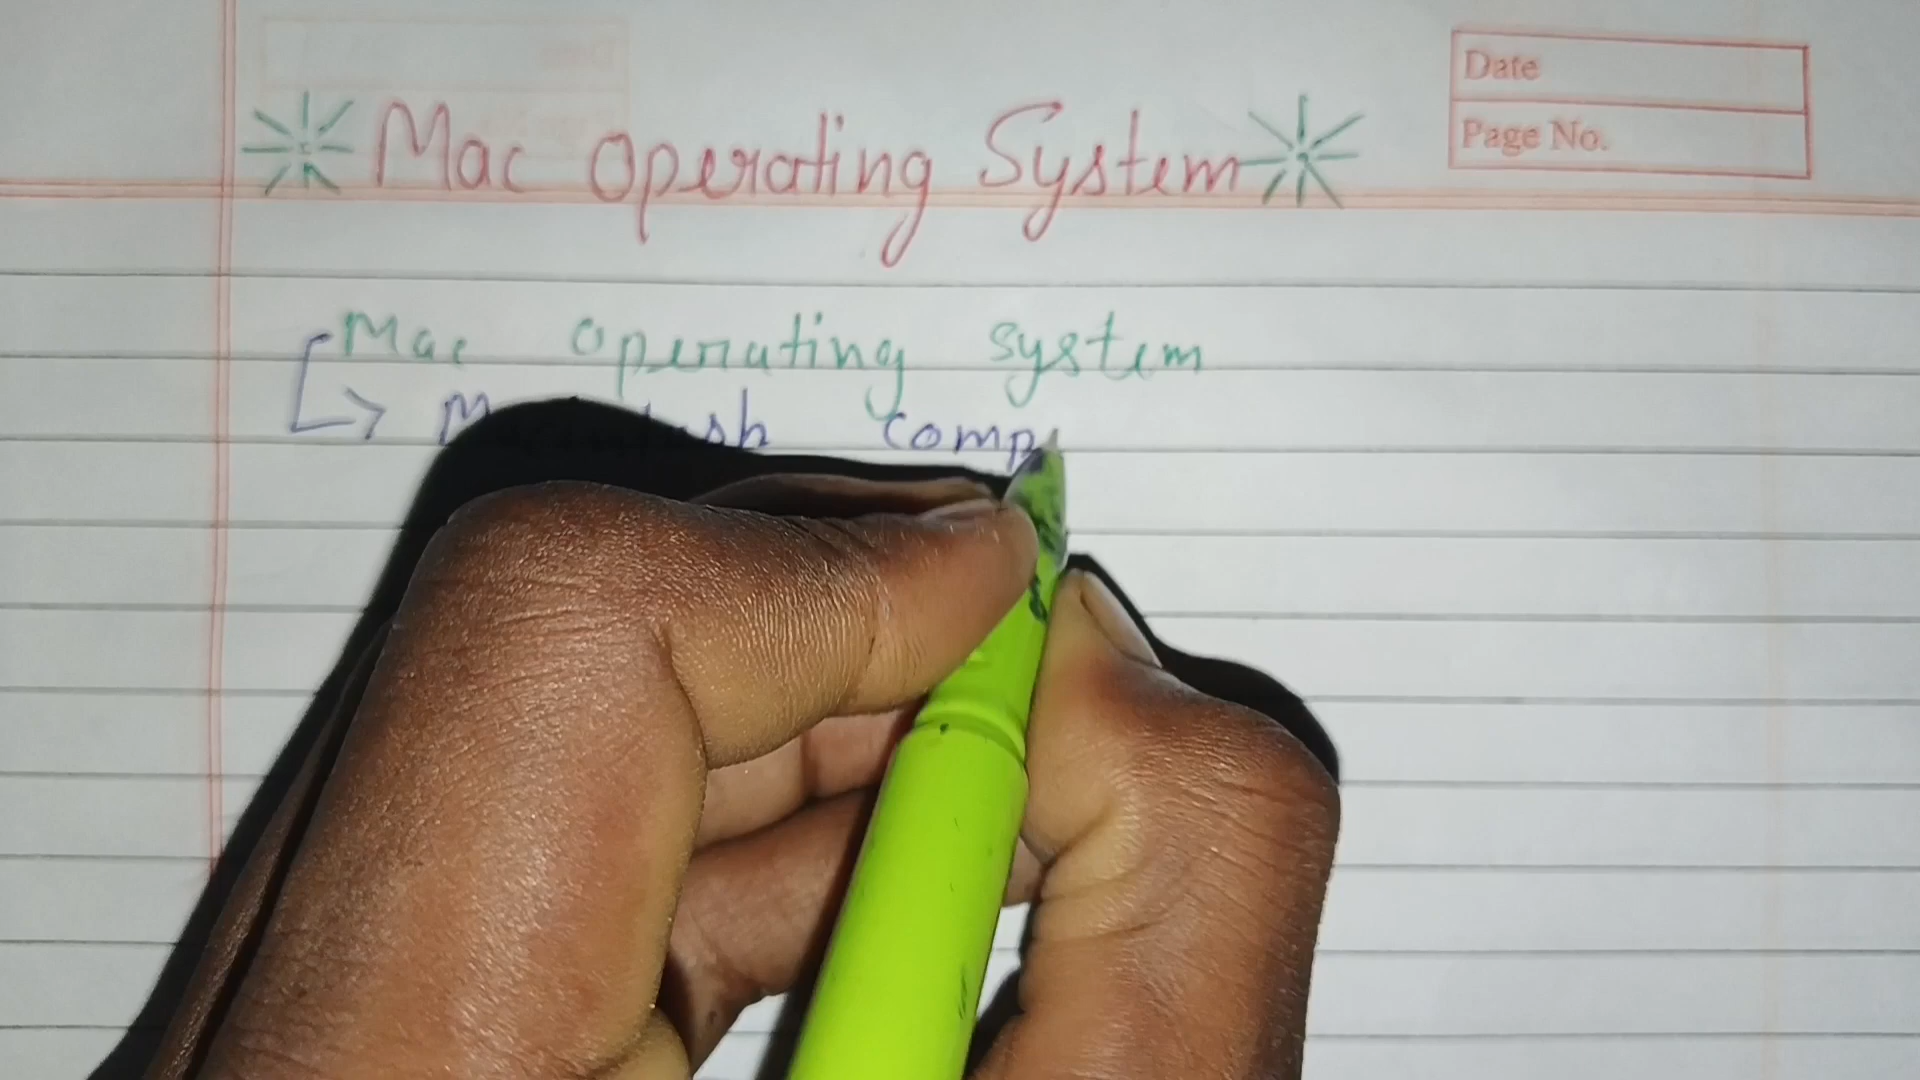 Date
Page No.
Mac Operating System
Mac operating system
comp